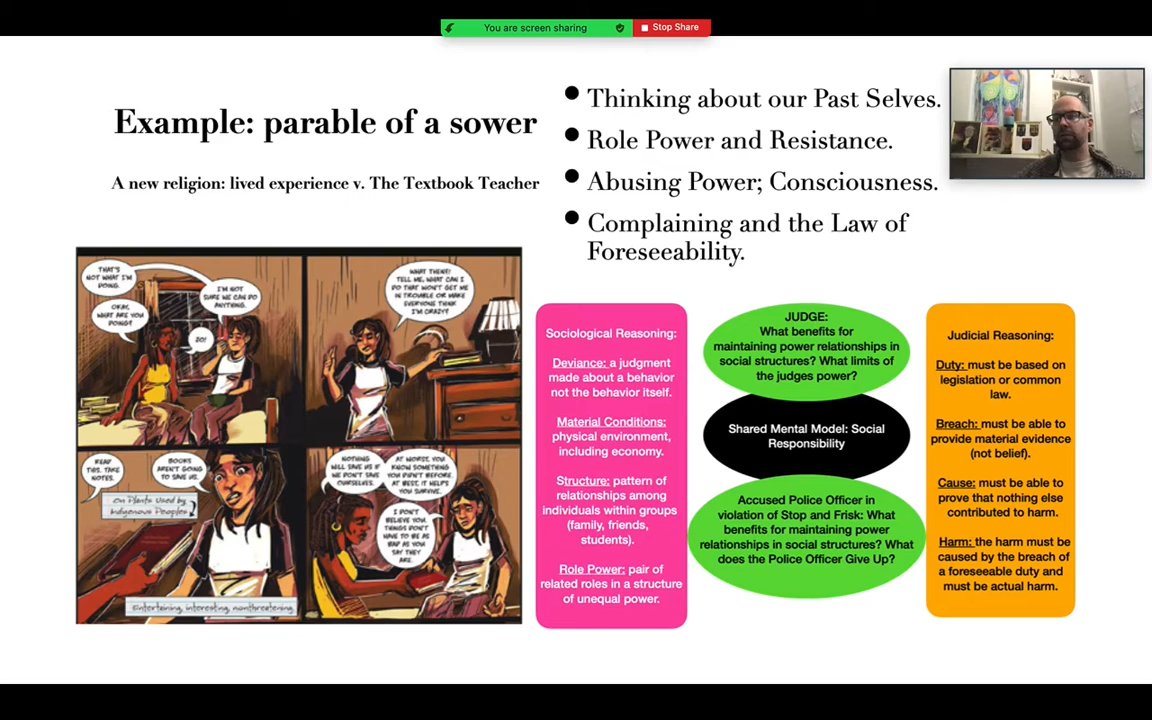 You are screen sharing
Stop Share
Example: parable of a sower
A new religion: lived experience v. The Textbook Teacher
Thinking about our Past Selves.
Role Power and Resistance.
Abusing Power; Consciousness.
Complaining and the Law of
Foreseeability.
THAT'S
NOT WHAT I'M
DOING.
I'M NOT
SURE WE CAN DO
ANYTHING.
OKAY,
WHAT ARE YOU
DOING?
SO!
WHAT THEN?
TELL ME, WHAT CAN I
DO THAT WON'T GET ME
IN TROUBLE OR MAKE
EVERYONE THINK
I'M CRAZY?
READ
THIS. TAKE
NOTES.
BOOKS
AREN'T GOING
TO SAVE US.
On Plants Used by
Indigenous Peoples
Entertaining, interesting, nonthreatening.
NOTHING
WILL SAVE US IF
WE DON'T SAVE
OURSELVES.
AT WORST, YOU
KNOW SOMETHING
YOU DIDN'T BEFORE.
AT BEST, IT HELPS
YOU SURVIVE.
I DON'T
BELIEVE YOU.
THINGS DON'T
HAVE TO BE AS
BAD AS YOU
SAY THEY
ARE.
Sociological Reasoning:
Deviance: a judgment
made about a behavior
not the behavior itself.
Material Conditions:
physical environment,
including economy.
Structure: pattern of
relationships among
individuals within groups
(family, friends,
students).
Role Power: pair of
related roles in a structure
of unequal power.
JUDGE:
What benefits for
maintaining power relationships in
social structures? What limits of
the judges power?
Shared Mental Model: Social
Responsibility
Accused Police Officer in
violation of Stop and Frisk: What
benefits for maintaining power
relationships in social structures? What
does the Police Officer Give Up?
Judicial Reasoning:
Duty: must be based on
legislation or common
law.
Breach: must be able to
provide material evidence
(not belief).
Cause: must be able to
prove that nothing else
contributed to harm.
Harm: the harm must be
caused by the breach of
a foreseeable duty and
must be actual harm.